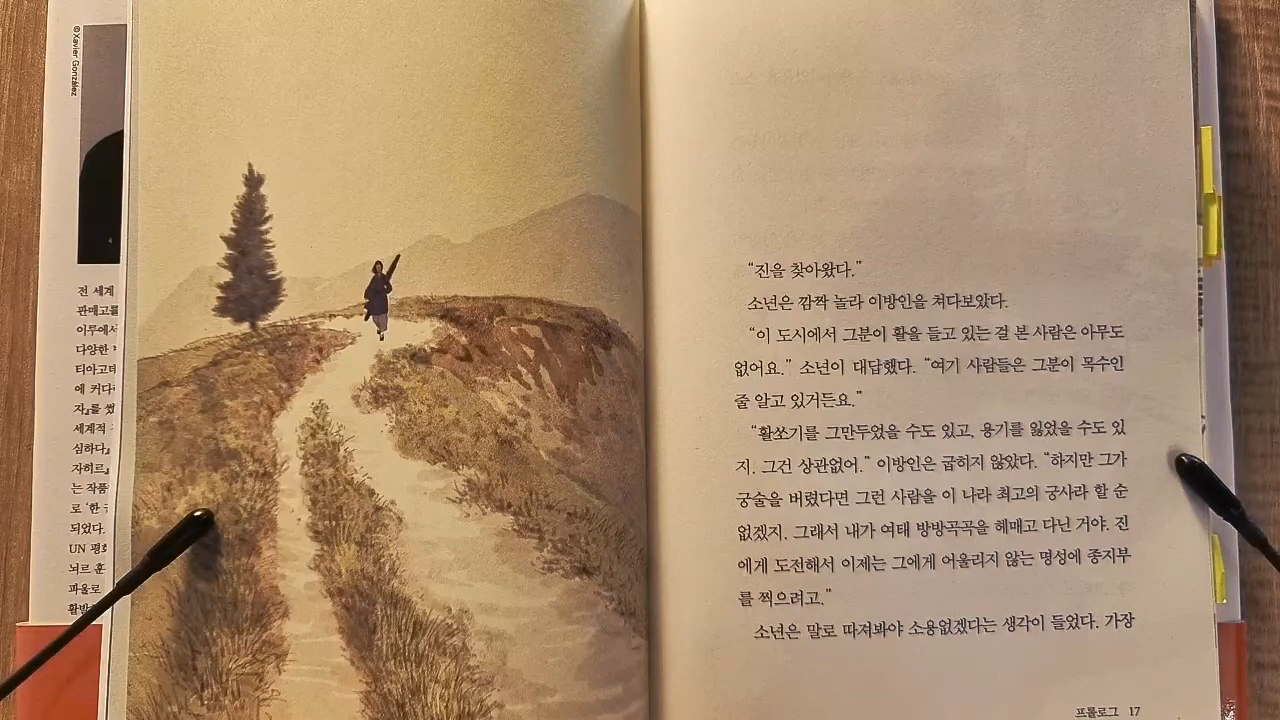 © Xavier González
전 세계
판매고를
이루에서
다양한
티아고
에 커다
자』를 썼
세계적
심하다』
자히르』
는 작품
로 ‘한
되었다.
UN 평화
뇌르 훈
파울로
활발
“진을 찾아왔다.”
소년은 깜짝 놀라 이방인을 쳐다보았다.
“이 도시에서 그분이 활을 들고 있는 걸 본 사람은 아무도
없어요.” 소년이 대답했다. “여기 사람들은 그분이 목수인
줄 알고 있거든요.”
“활쏘기를 그만두었을 수도 있고, 용기를 잃었을 수도 있
지. 그건 상관없어.” 이방인은 굽히지 않았다. “하지만 그가
궁술을 버렸다면 그런 사람을 이 나라 최고의 궁사라 할 순
없겠지. 그래서 내가 여태 방방곡곡을 헤매고 다닌 거야. 진
에게 도전해서 이제는 그에게 어울리지 않는 명성에 종지부
를 찍으려고.”
소년은 말로 따져봐야 소용없겠다는 생각이 들었다. 가장
프롤로그 17